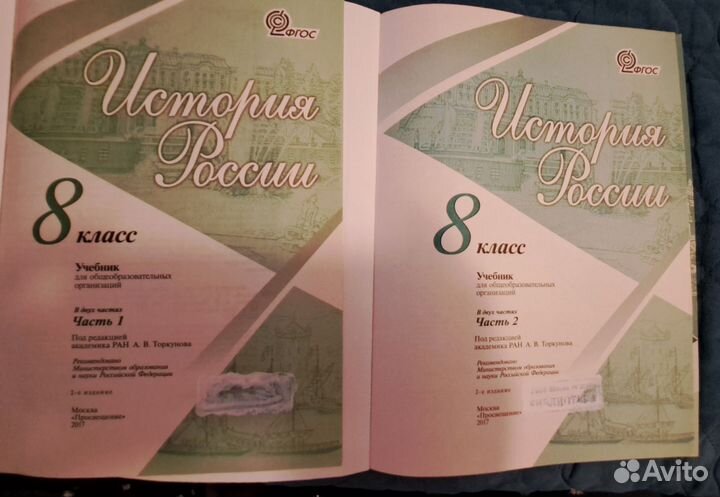 ФГОС
История
России
8 класс
Учебник
для общеобразовательных
организаций
В двух частях
Часть 1
Под редакцией
академика РАН А. В. Торкунова
Рекомендовано
Министерством образования
и науки Российской Федерации
1-е издание
Москва
«Просвещение»
2017
ФГОС
История
России
8 класс
Учебник
для общеобразовательных
организаций
В двух частях
Часть 2
Под редакцией
академика РАН А. В. Торкунова
Рекомендовано
Министерством образования
и науки Российской Федерации
1-е издание
Москва
«Просвещение»
2017
Avito